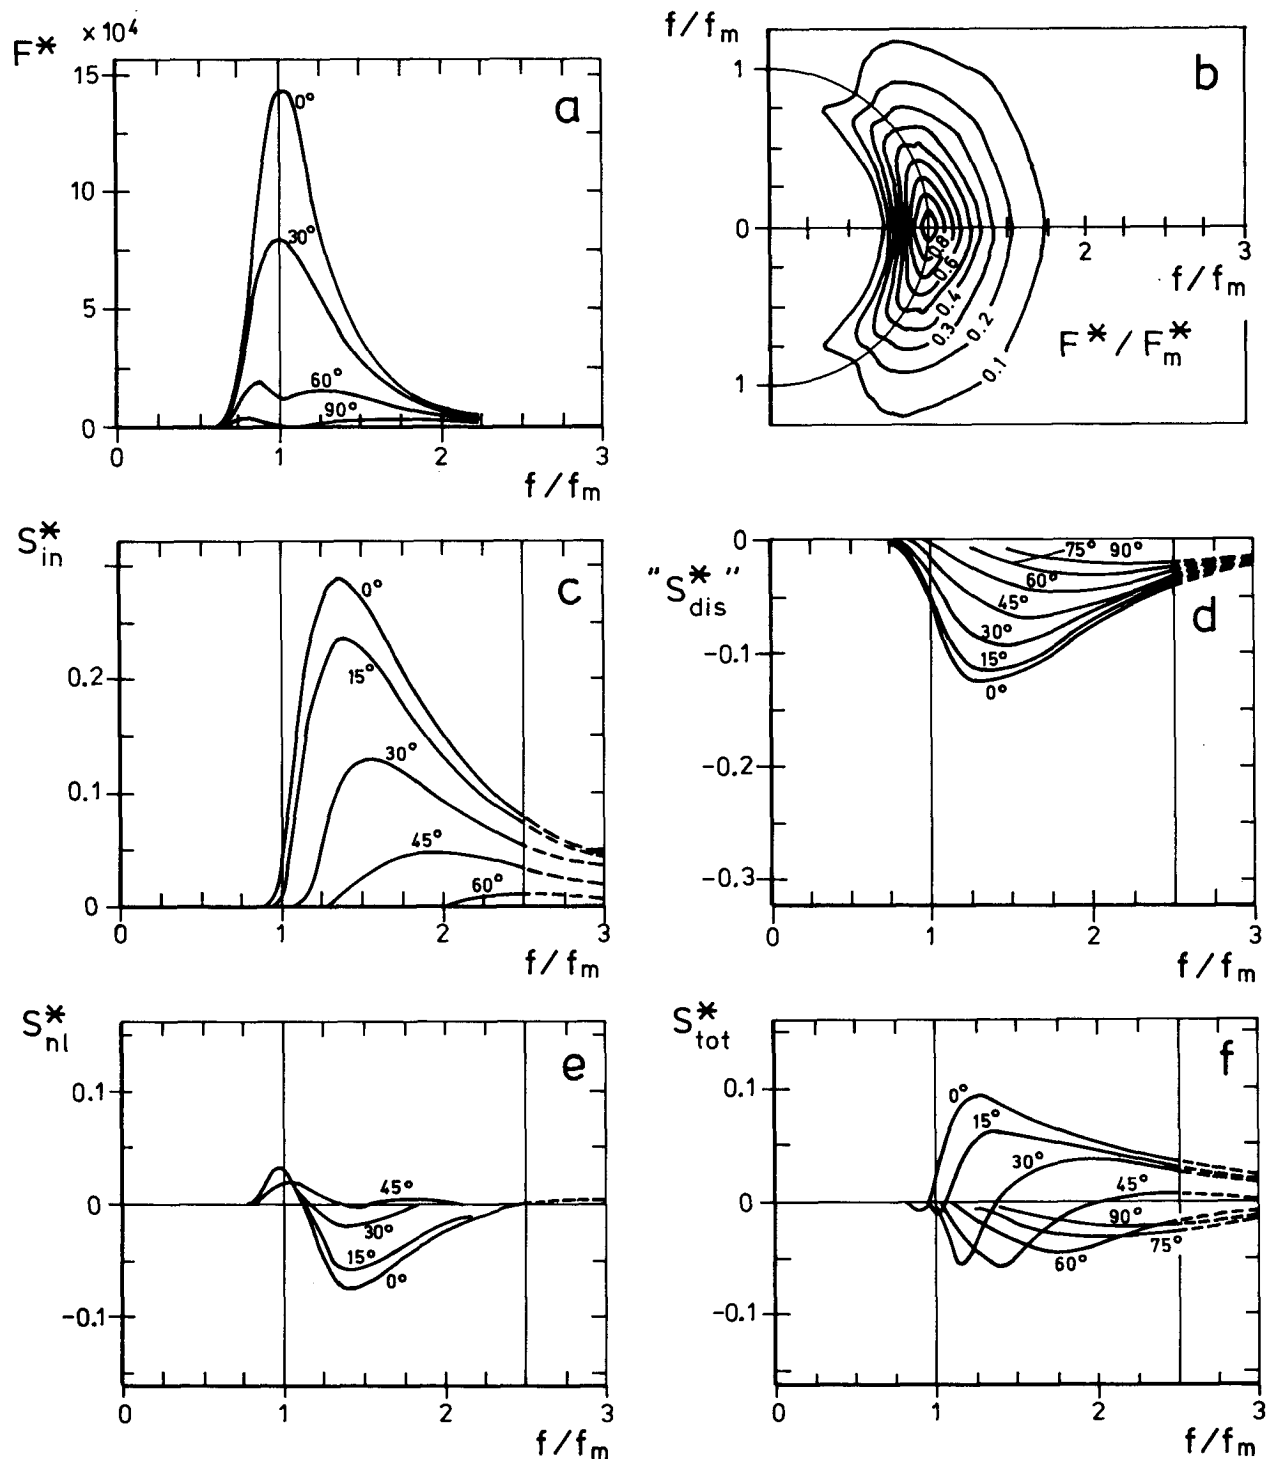 F* × 10⁴
15
10
5
0
0 1 2 3
f/fm
a
0°
30°
60°
90°
f/fm
1
0
1
2 3
f/fm
b
0.8
0.6
0.4
0.3
0.2
0.1
F*/Fm*
S*in
0.2
0.1
0
0 1 2 3
f/fm
c
0°
15°
30°
45°
60°
"S*dis"
0
−0.1
−0.2
−0.3
0 1 2 3
f/fm
d
75° 90°
60°
45°
30°
15°
0°
S*nl
0.1
0
−0.1
0 1 2 3
f/fm
e
45°
30°
15°
0°
S*tot
0.1
0
−0.1
0 1 2 3
f/fm
f
0°
15°
30°
45°
90°
75°
60°